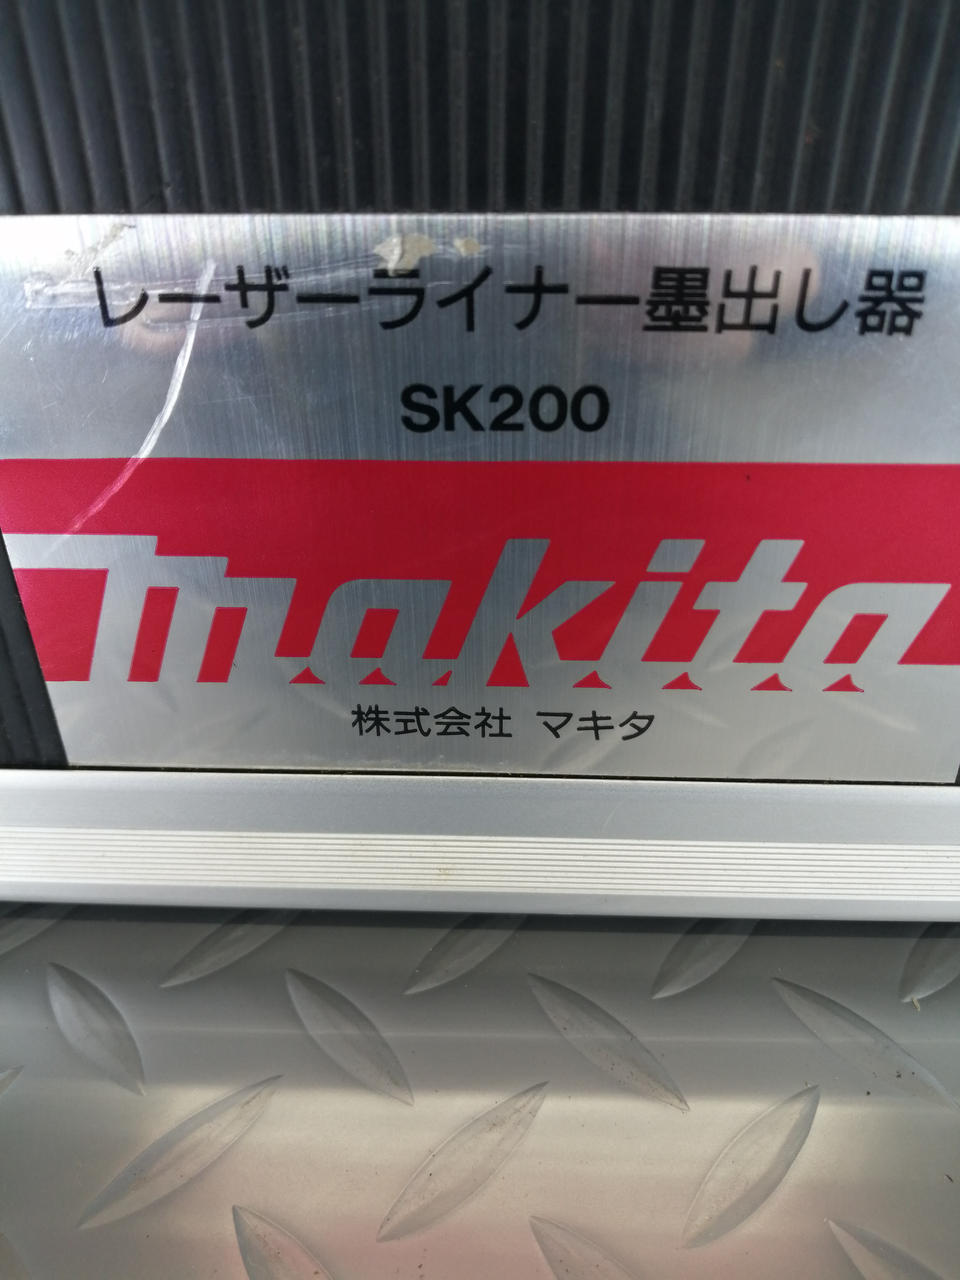 レーザーライナー墨出し器
SK200
makita
株式会社 マキタ